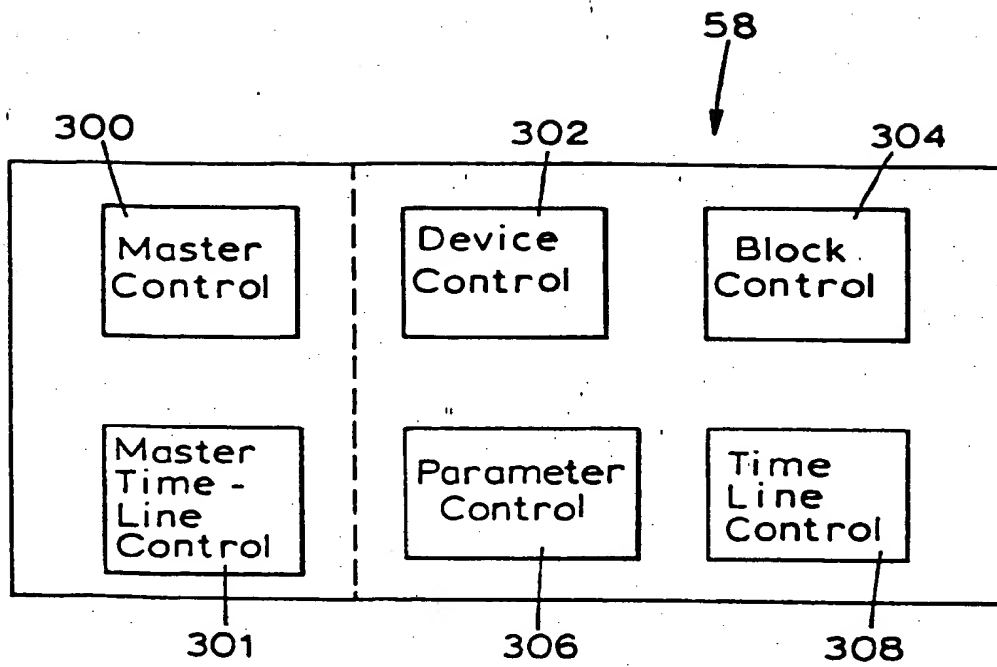 58
300
302
304
Master
Control
Device
Control
Block
Control
Master
Time -
Line
Control
Parameter
Control
Time
Line
Control
301
306
308